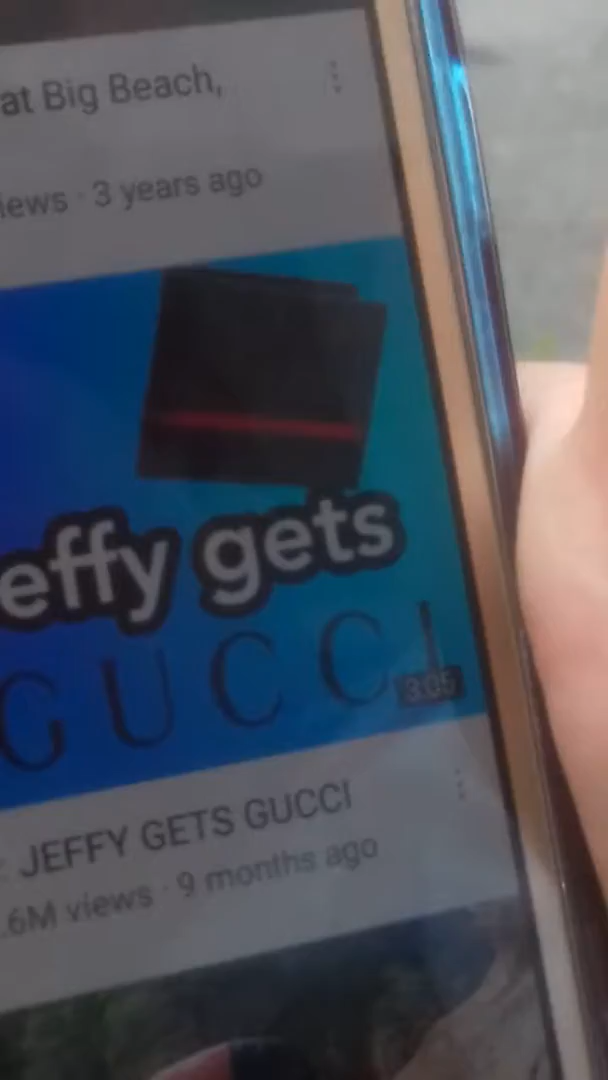 at Big Beach,
iews · 3 years ago
effy gets
GUCCI
3:05
: JEFFY GETS GUCCI
.6M views · 9 months ago